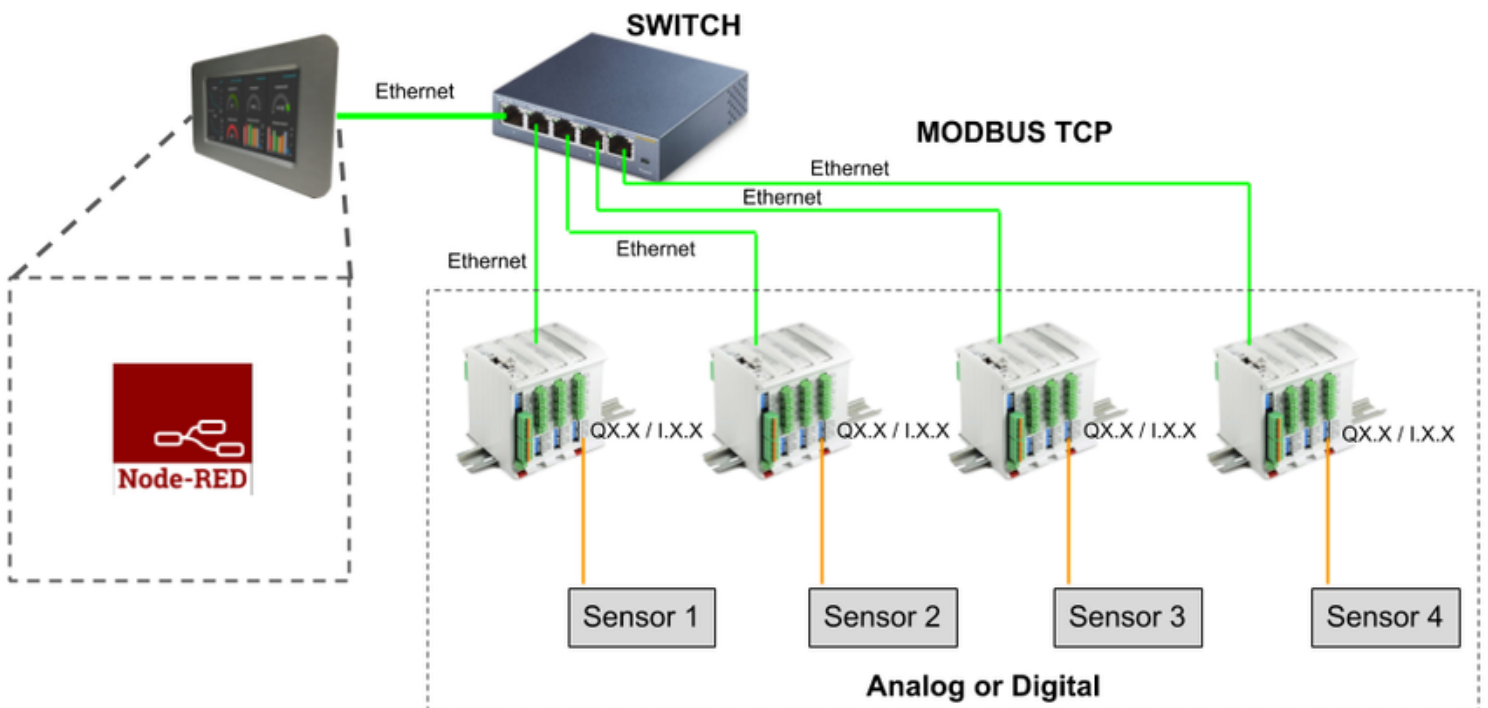 SWITCH
Ethernet
MODBUS TCP
Ethernet
Ethernet
Ethernet
Ethernet
QX.X / I.X.X
QX.X / I.X.X
QX.X / I.X.X
QX.X / I.X.X
Node-RED
Sensor 1
Sensor 2
Sensor 3
Sensor 4
Analog or Digital